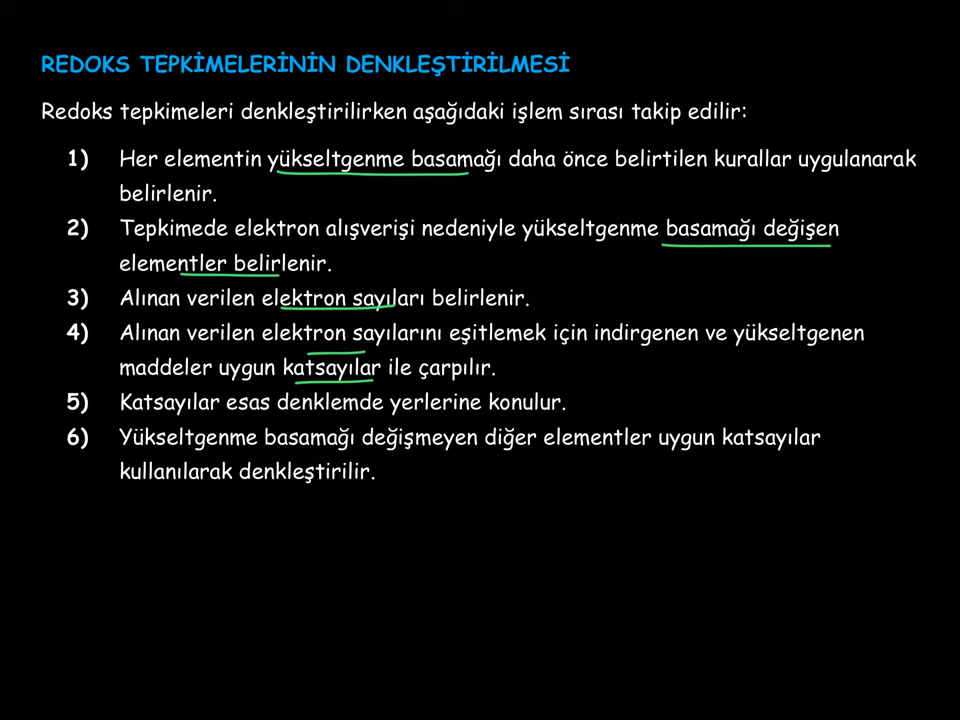 REDOKS TEPKİMELERİNİN DENKLEŞTİRİLMESİ
Redoks tepkimeleri denkleştirilirken aşağıdaki işlem sırası takip edilir:
1) Her elementin yükseltgenme basamağı daha önce belirtilen kurallar uygulanarak
belirlenir.
2) Tepkimede elektron alışverişi nedeniyle yükseltgenme basamağı değişen
elementler belirlenir.
3) Alınan verilen elektron sayıları belirlenir.
4) Alınan verilen elektron sayılarını eşitlemek için indirgenen ve yükseltgenen
maddeler uygun katsayılar ile çarpılır.
5) Katsayılar esas denklemde yerlerine konulur.
6) Yükseltgenme basamağı değişmeyen diğer elementler uygun katsayılar
kullanılarak denkleştirilir.